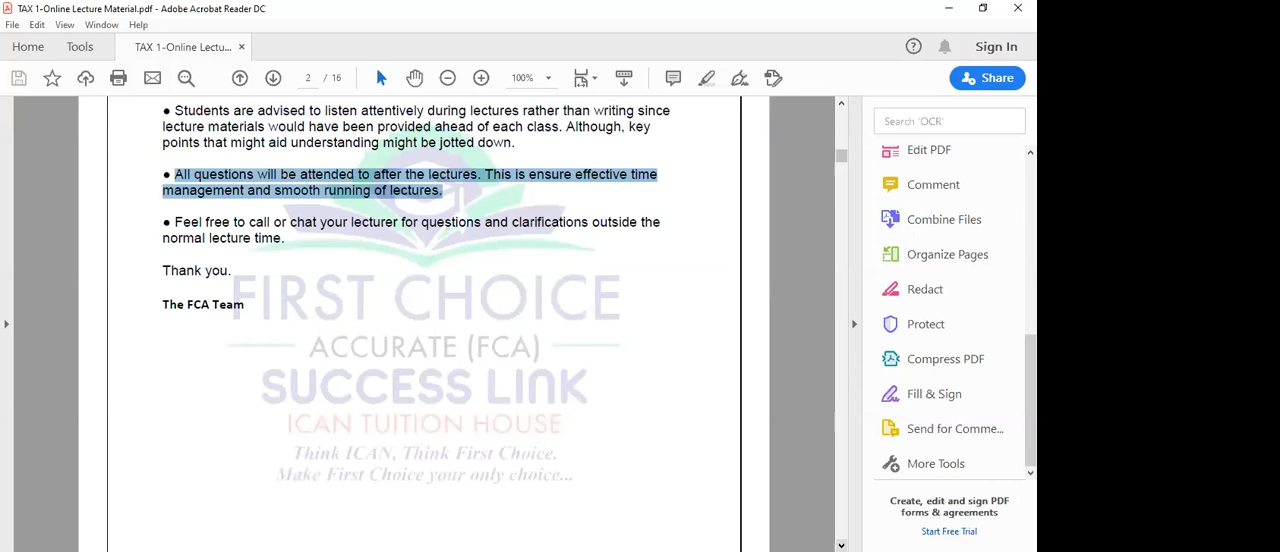 TAX 1-Online Lecture Material.pdf - Adobe Acrobat Reader DC
File Edit View Window Help
Home Tools TAX 1-Online Lectu... × Sign In
2 / 16 100% Share
● Students are advised to listen attentively during lectures rather than writing since
lecture materials would have been provided ahead of each class. Although, key
points that might aid understanding might be jotted down.
● All questions will be attended to after the lectures. This is ensure effective time
management and smooth running of lectures.
● Feel free to call or chat your lecturer for questions and clarifications outside the
normal lecture time.
Thank you.
The FCA Team
FIRST CHOICE
ACCURATE (FCA)
SUCCESS LINK
ICAN TUITION HOUSE
Think ICAN, Think First Choice.
Make First Choice your only choice...
Search 'OCR'
Edit PDF
Comment
Combine Files
Organize Pages
Redact
Protect
Compress PDF
Fill & Sign
Send for Comme...
More Tools
Create, edit and sign PDF
forms & agreements
Start Free Trial